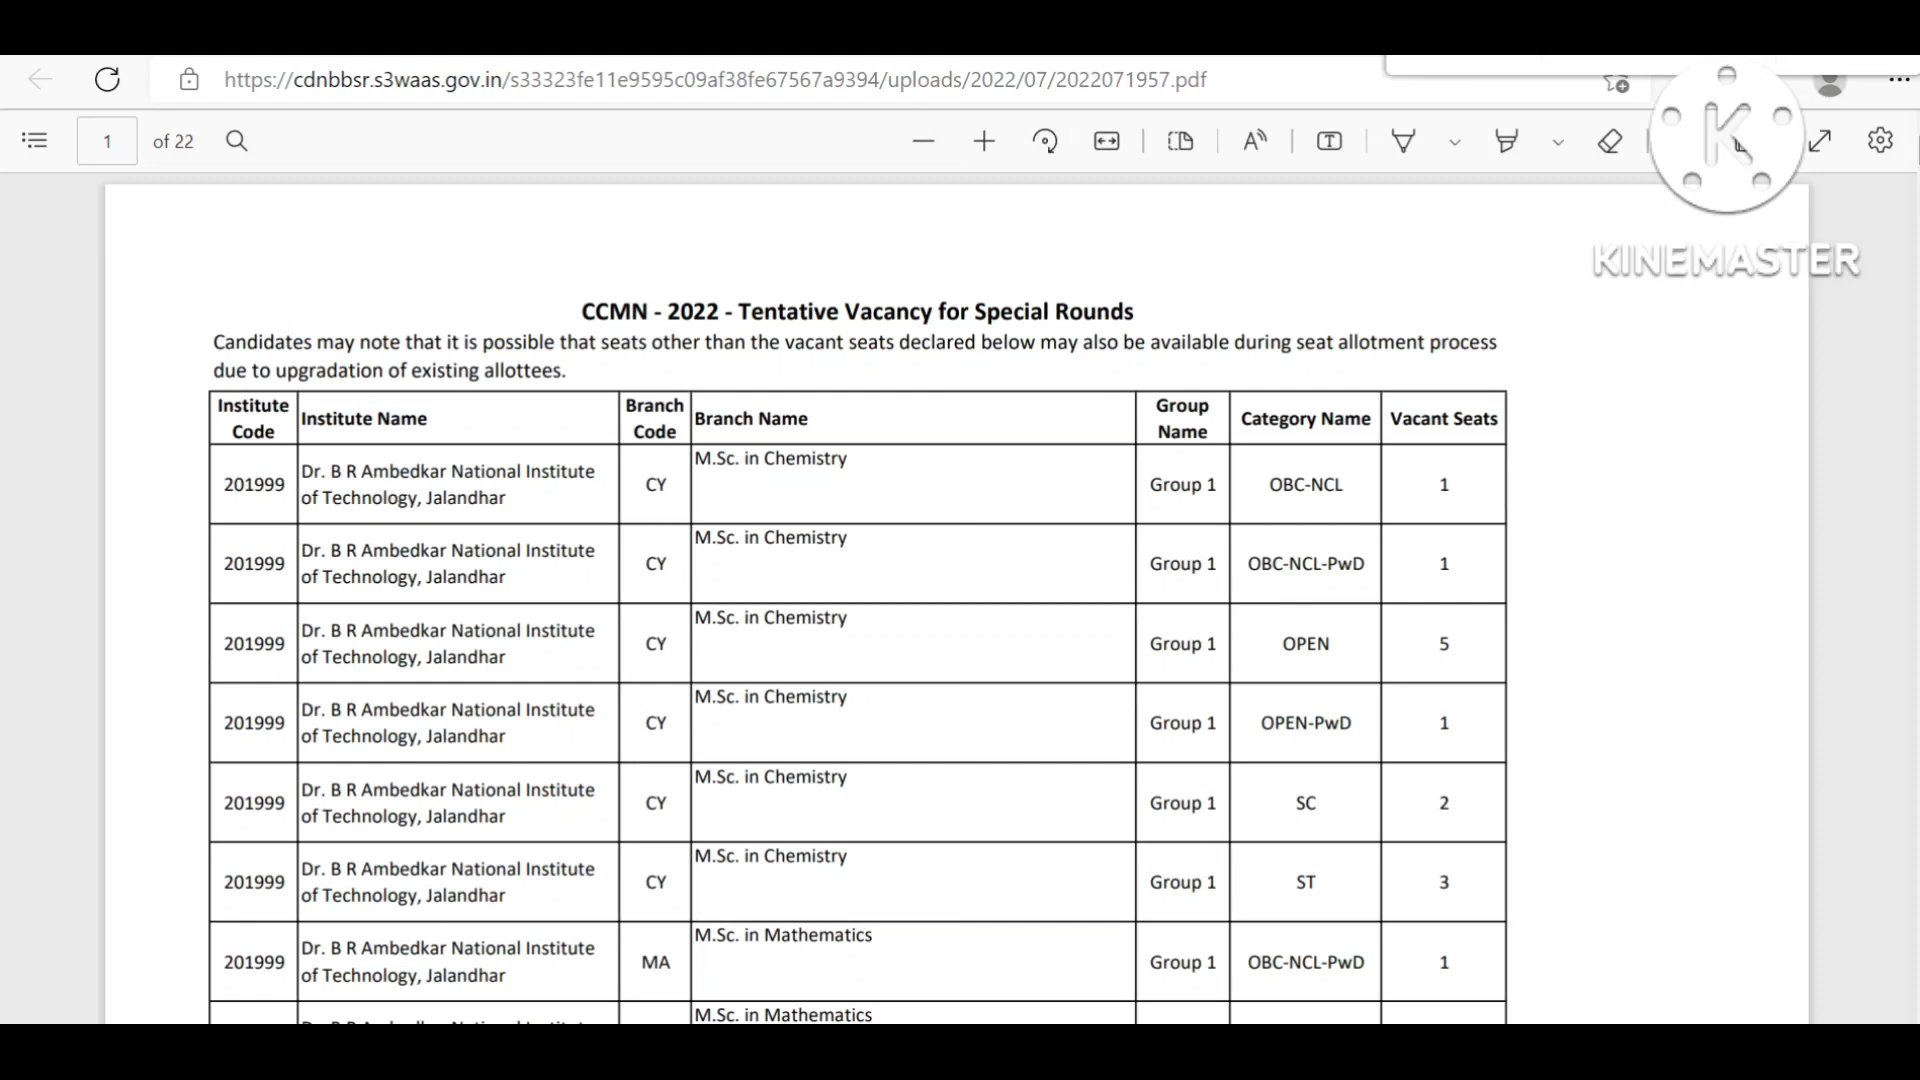 https://cdnbbsr.s3waas.gov.in/s33323fe11e9595c09af38fe67567a9394/uploads/2022/07/2022071957.pdf
1 of 22
K
KINEMASTER
CCMN - 2022 - Tentative Vacancy for Special Rounds
Candidates may note that it is possible that seats other than the vacant seats declared below may also be available during seat allotment process
due to upgradation of existing allottees.
Institute Code Institute Name Branch Code Branch Name Group Name Category Name Vacant Seats
201999 Dr. B R Ambedkar National Institute of Technology, Jalandhar CY M.Sc. in Chemistry Group 1 OBC-NCL 1
201999 Dr. B R Ambedkar National Institute of Technology, Jalandhar CY M.Sc. in Chemistry Group 1 OBC-NCL-PwD 1
201999 Dr. B R Ambedkar National Institute of Technology, Jalandhar CY M.Sc. in Chemistry Group 1 OPEN 5
201999 Dr. B R Ambedkar National Institute of Technology, Jalandhar CY M.Sc. in Chemistry Group 1 OPEN-PwD 1
201999 Dr. B R Ambedkar National Institute of Technology, Jalandhar CY M.Sc. in Chemistry Group 1 SC 2
201999 Dr. B R Ambedkar National Institute of Technology, Jalandhar CY M.Sc. in Chemistry Group 1 ST 3
201999 Dr. B R Ambedkar National Institute of Technology, Jalandhar MA M.Sc. in Mathematics Group 1 OBC-NCL-PwD 1
M.Sc. in Mathematics